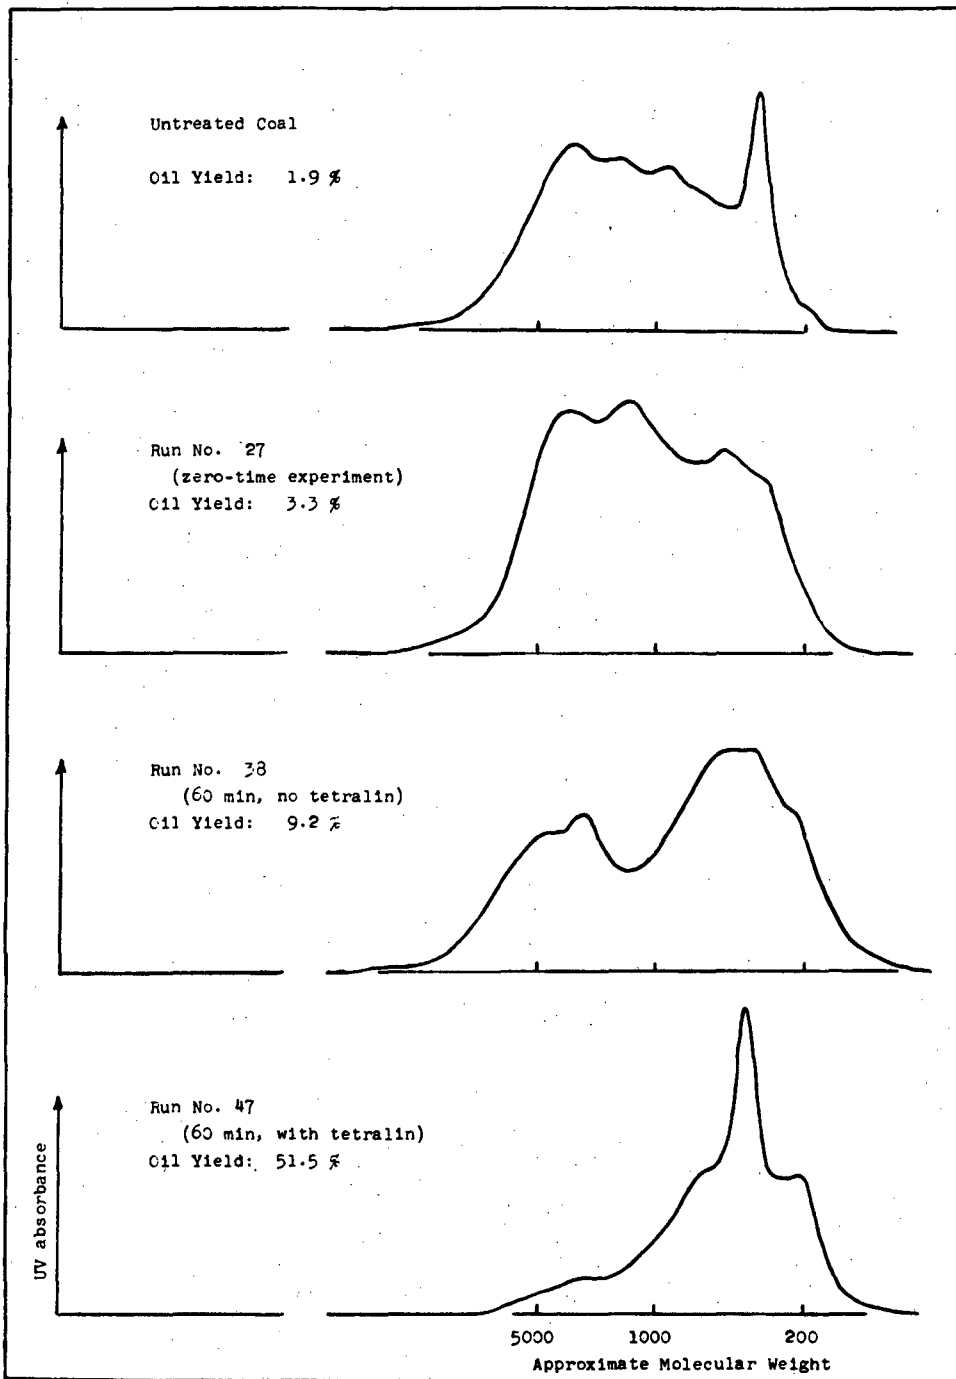 Untreated Coal
Oil Yield: 1.9 %
Run No. 27
(zero-time experiment)
Oil Yield: 3.3 %
Run No. 38
(60 min, no tetralin)
Oil Yield: 9.2 %
Run No. 47
(60 min, with tetralin)
Oil Yield: 51.5 %
UV absorbance
5000 1000 200
Approximate Molecular Weight